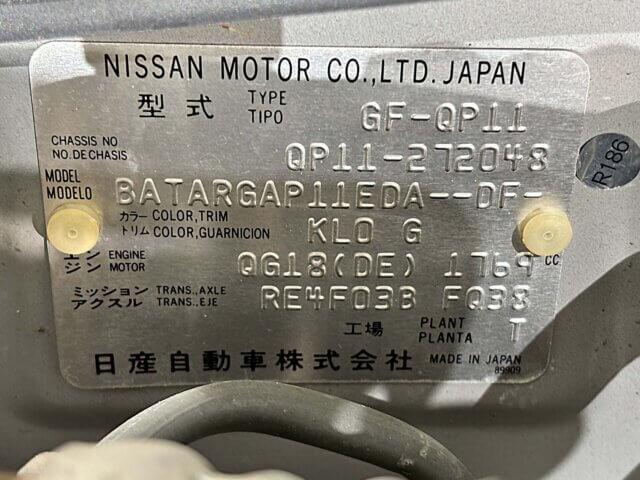 NISSAN MOTOR CO.,LTD. JAPAN
型式 TYPE TIPO GF-QP11
CHASSIS NO NO.DE CHASIS QP11-272048
MODEL MODELO BATARGAP11EDA--DF-
カラー COLOR,TRIM トリム COLOR,GUARNICION KL0 G
エンジン ENGINE MOTOR QG18(DE) 1769 CC
ミッション TRANS.,AXLE アクスル TRANS.,EJE RE4F03B FQ38
工場 PLANT PLANTA T
日産自動車株式会社 MADE IN JAPAN
89909
R186